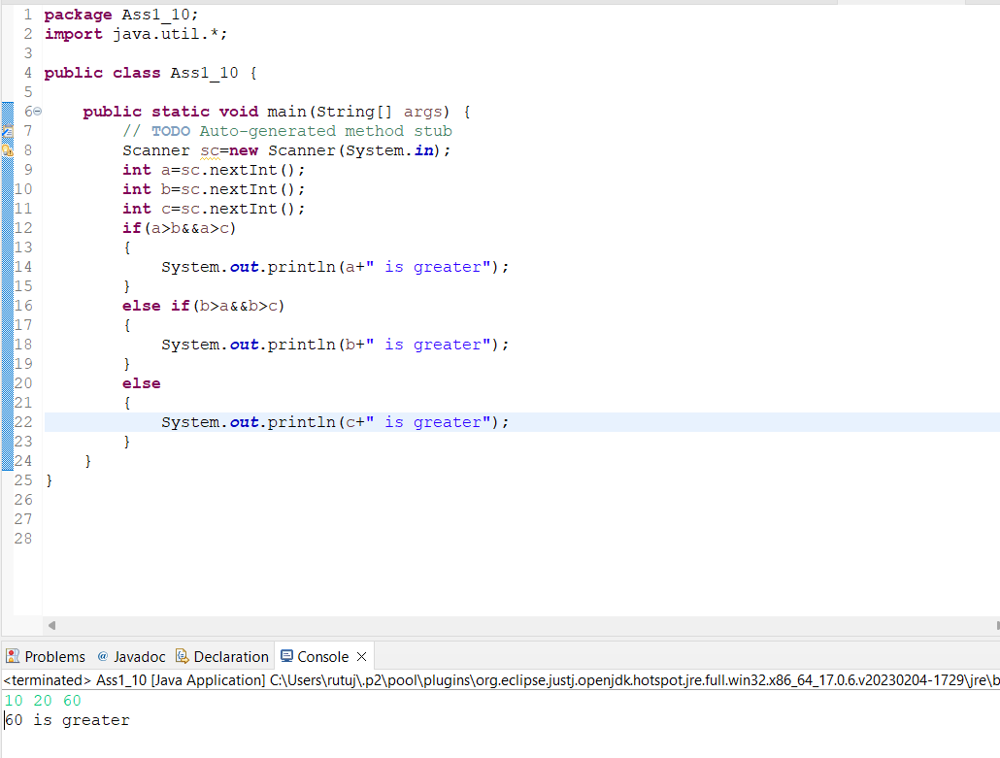 1 package Ass1_10;
2 import java.util.*;
3
4 public class Ass1_10 {
5
6 public static void main(String[] args) {
7 // TODO Auto-generated method stub
8 Scanner sc=new Scanner(System.in);
9 int a=sc.nextInt();
10 int b=sc.nextInt();
11 int c=sc.nextInt();
12 if(a>b&&a>c)
13 {
14 System.out.println(a+" is greater");
15 }
16 else if(b>a&&b>c)
17 {
18 System.out.println(b+" is greater");
19 }
20 else
21 {
22 System.out.println(c+" is greater");
23 }
24 }
25 }
26
27
28
Problems @ Javadoc Declaration Console
<terminated> Ass1_10 [Java Application] C:\Users\rutuj\.p2\pool\plugins\org.eclipse.justj.openjdk.hotspot.jre.full.win32.x86_64_17.0.6.v20230204-1729\jre\b
10 20 60
60 is greater